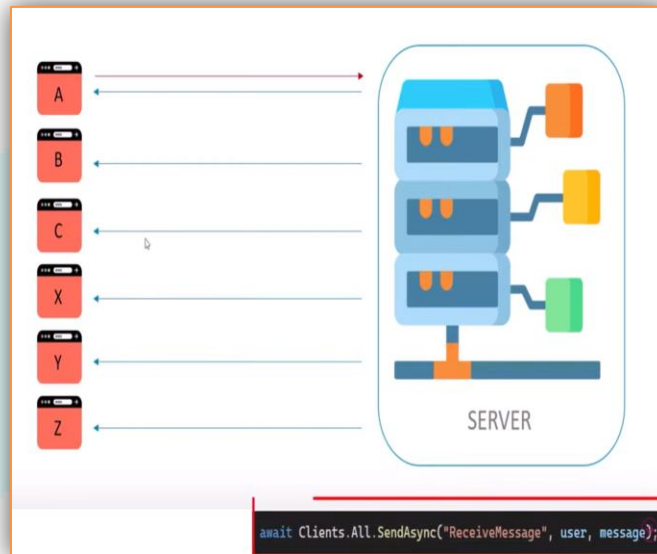 A
B
C
X
Y
Z
SERVER
await Clients.All.SendAsync("ReceiveMessage", user, message);